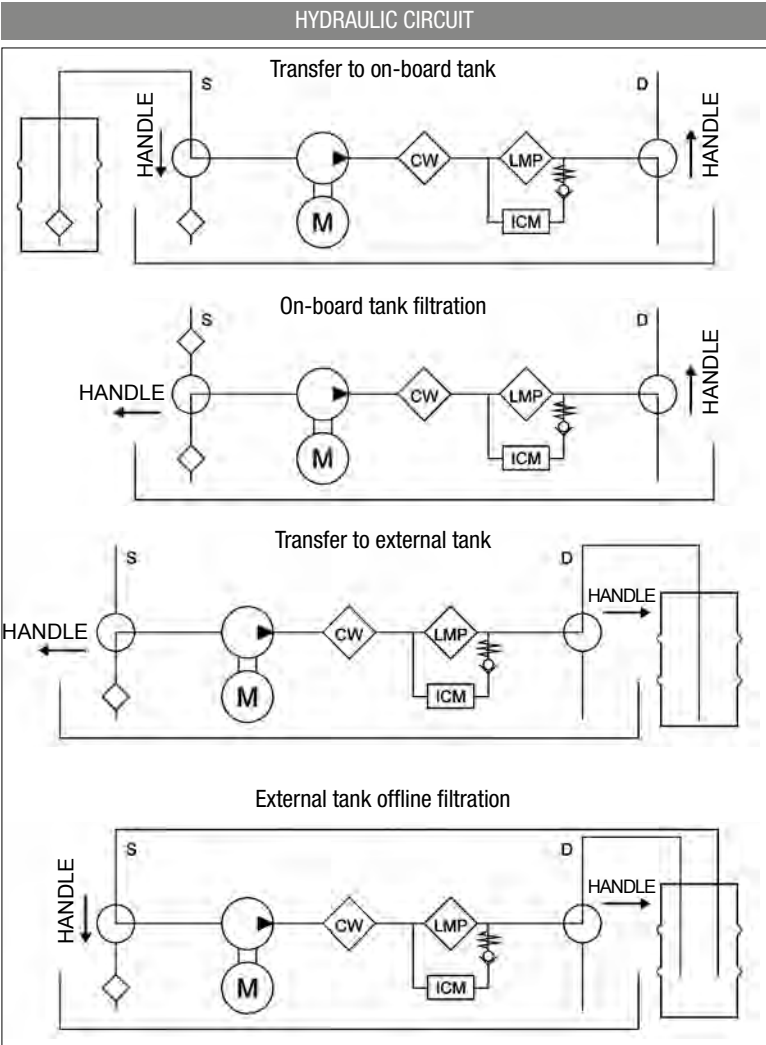 HYDRAULIC CIRCUIT
Transfer to on-board tank
S
D
HANDLE
HANDLE
CW
LMP
M
ICM
On-board tank filtration
S
D
HANDLE
HANDLE
CW
LMP
M
ICM
Transfer to external tank
S
D
HANDLE
HANDLE
CW
LMP
M
ICM
External tank offline filtration
S
D
HANDLE
HANDLE
CW
LMP
M
ICM